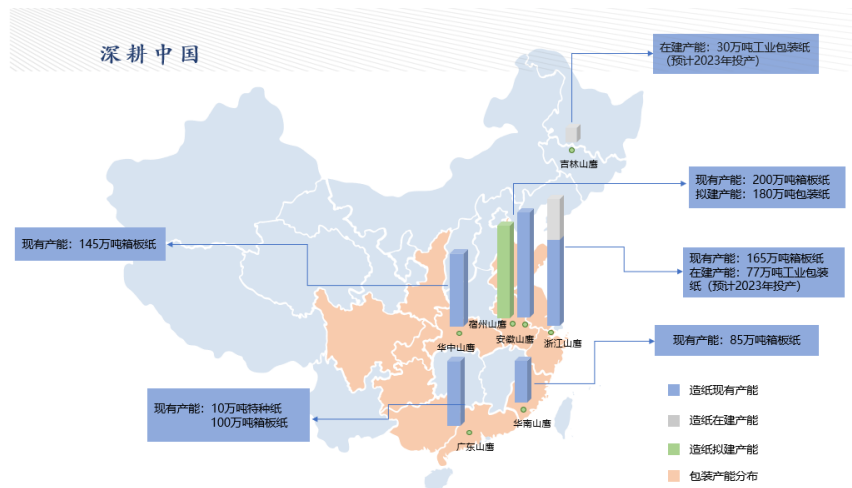 深耕中国
在建产能：30万吨工业包装纸
（预计2023年投产）
吉林山鹰
现有产能：200万吨箱板纸
拟建产能：180万吨包装纸
现有产能：145万吨箱板纸
现有产能：165万吨箱板纸
在建产能：77万吨工业包装
纸（预计2023年投产）
宿州山鹰
安徽山鹰
浙江山鹰
华中山鹰
现有产能：85万吨箱板纸
现有产能：10万吨特种纸
100万吨箱板纸
华南山鹰
广东山鹰
造纸现有产能
造纸在建产能
造纸拟建产能
包装产能分布